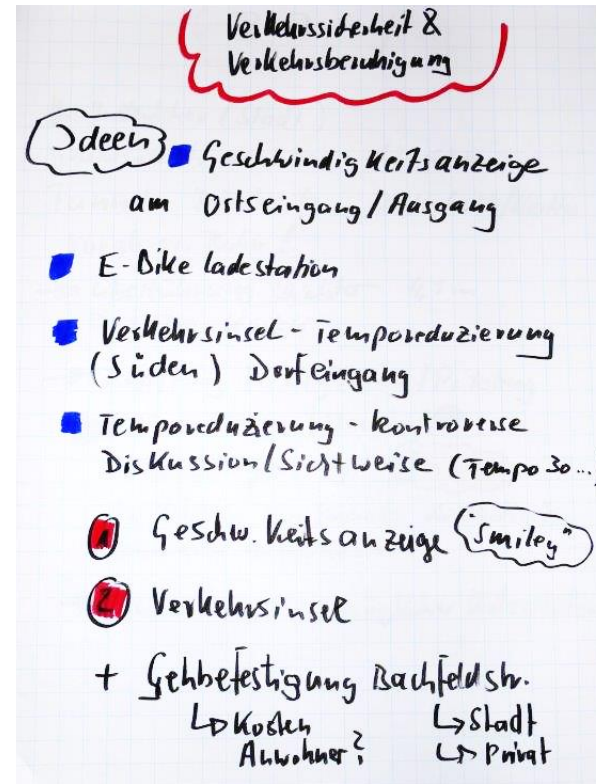 Verkehrssicherheit &
Verkehrsberuhigung
Ideen
Geschwindigkeitsanzeige
am Ortseingang/Ausgang
E-Bike ladestation
Verkehrsinsel - Temporeduzierung
(Süden) Dorfeingang
Temporeduzierung - kontroverse
Diskussion/Sichtweise (Tempo 30...
1 Geschw.keitsanzeige "Smiley"
2 Verkehrsinsel
+ Gehbefestigung Bachfeldstr.
↳ Kosten ↳ Stadt
Anwohner? ↳ Privat